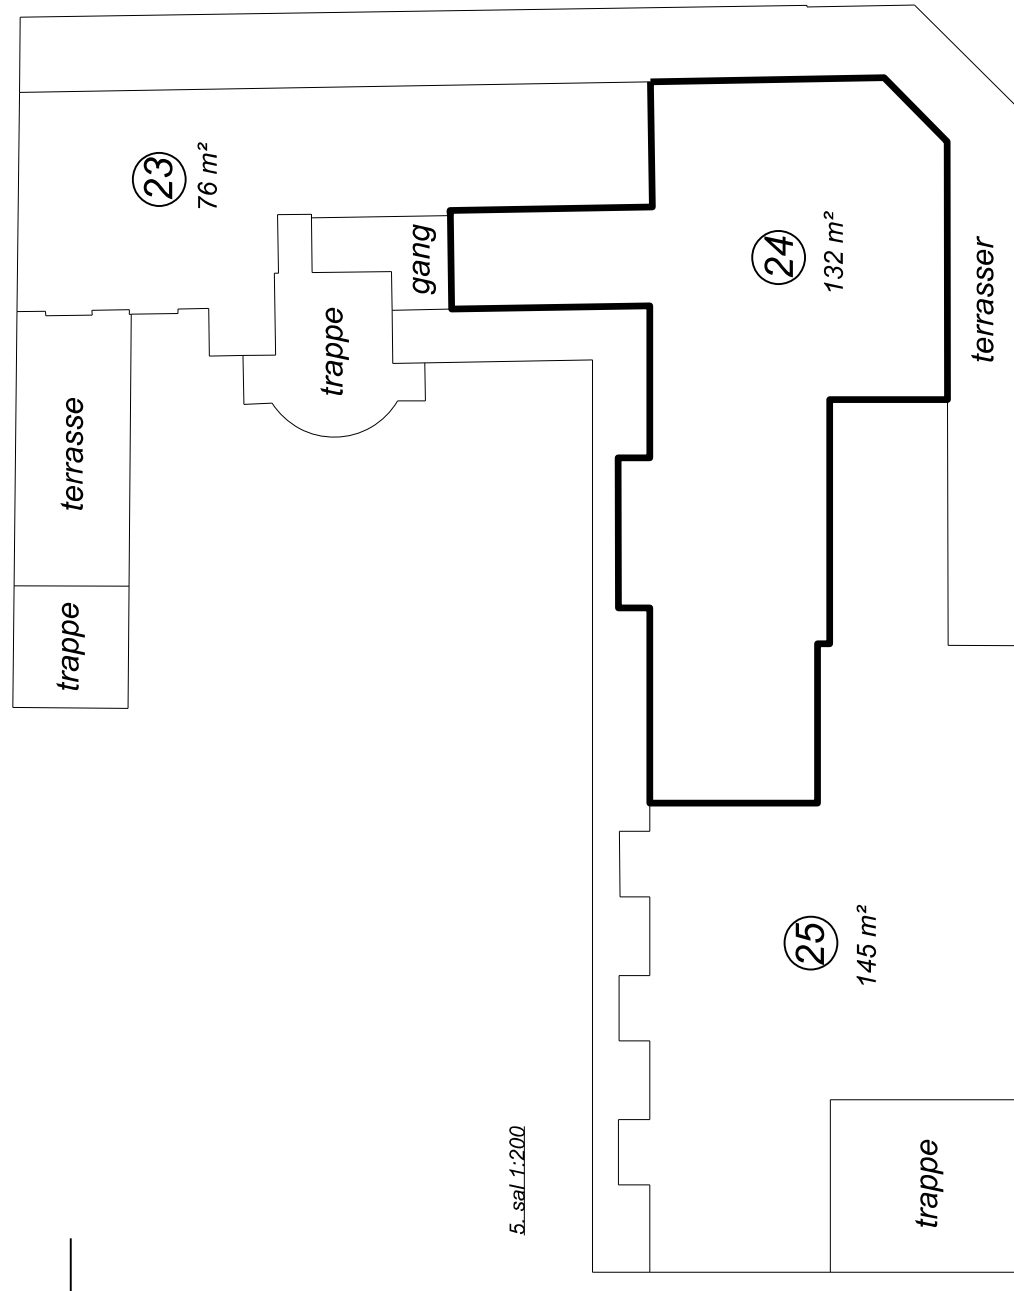 23
76 m²
gang
24
132 m²
terrasser
trappe
terrasse
trappe
25
145 m²
5. sal 1:200
trappe